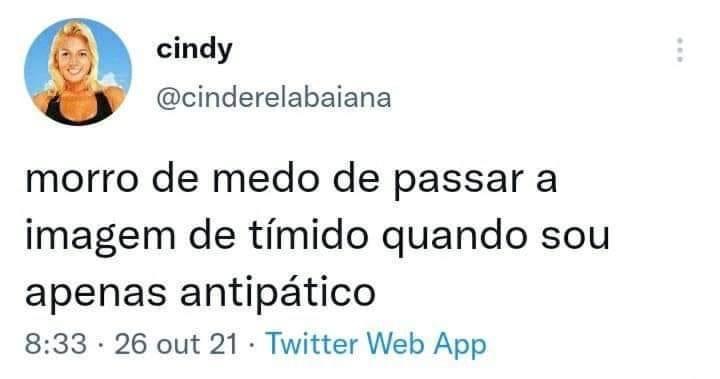 cindy
@cinderelabaiana
morro de medo de passar a
imagem de tímido quando sou
apenas antipático
8:33 · 26 out 21 · Twitter Web App